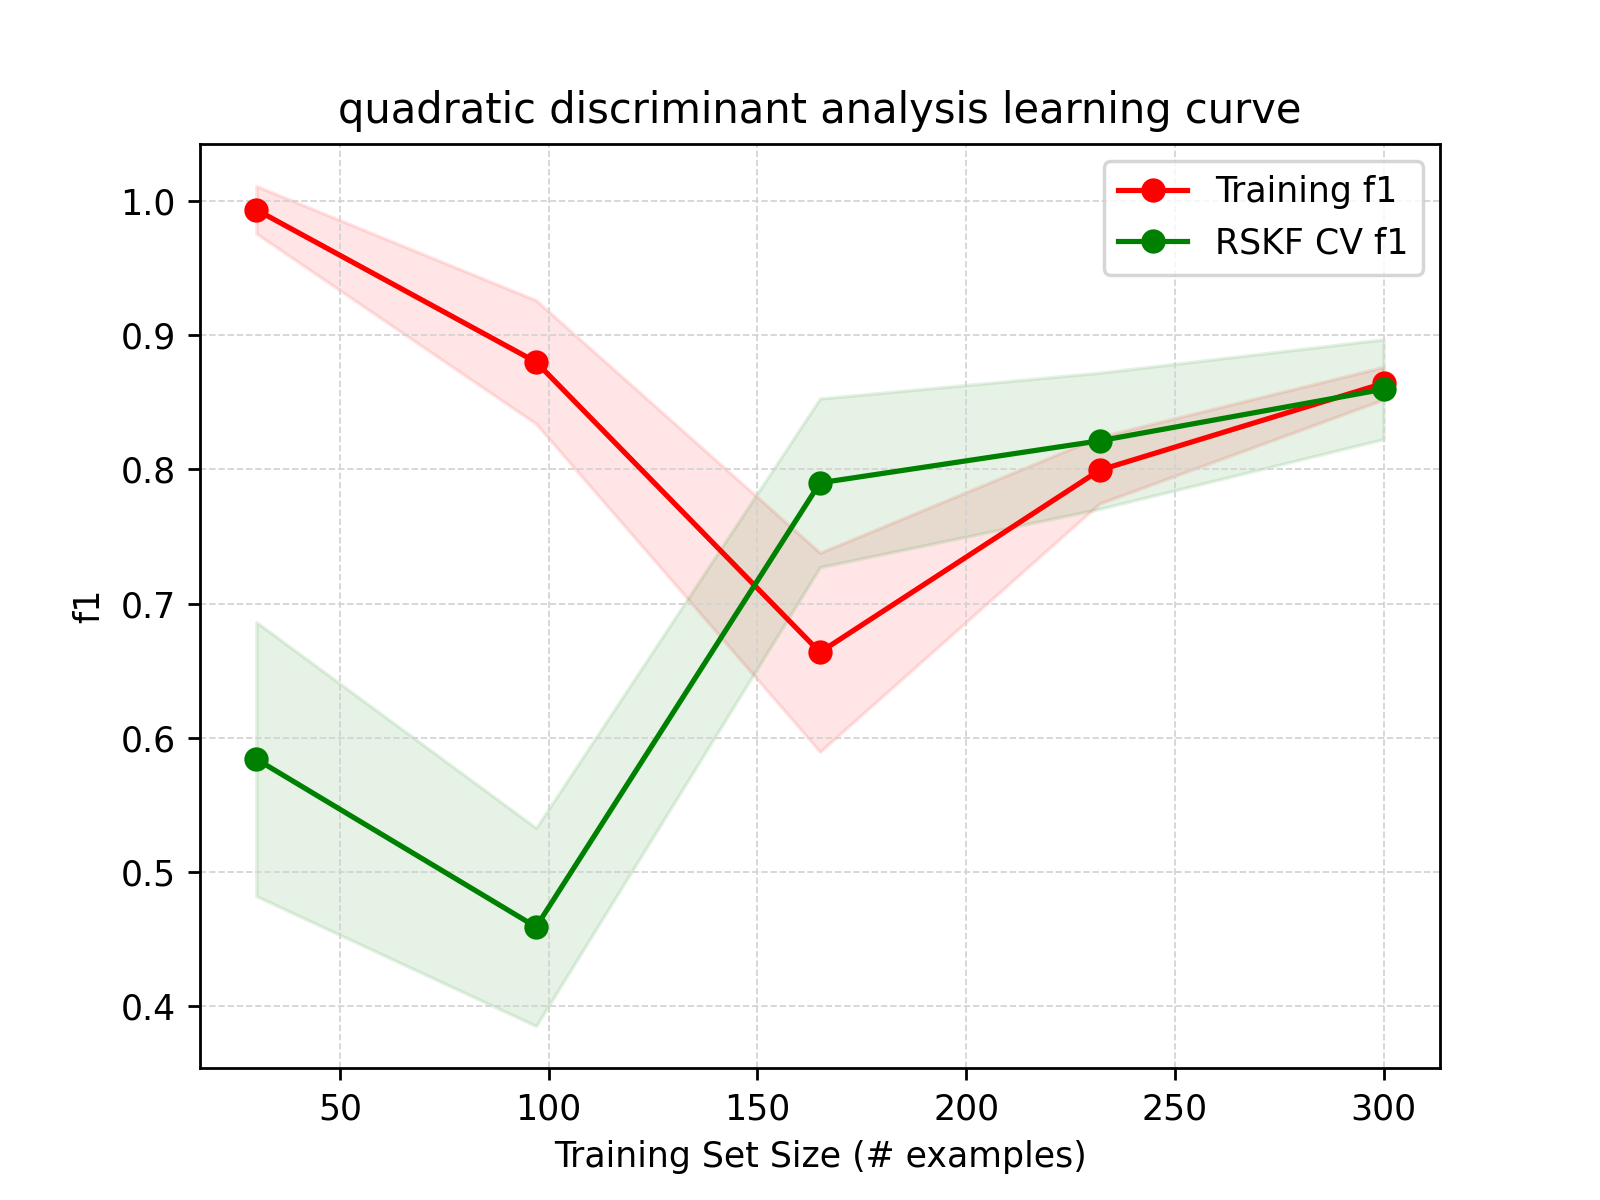 quadratic discriminant analysis learning curve
Training f1
RSKF CV f1
f1
1.0
0.9
0.8
0.7
0.6
0.5
0.4
50 100 150 200 250 300
Training Set Size (# examples)